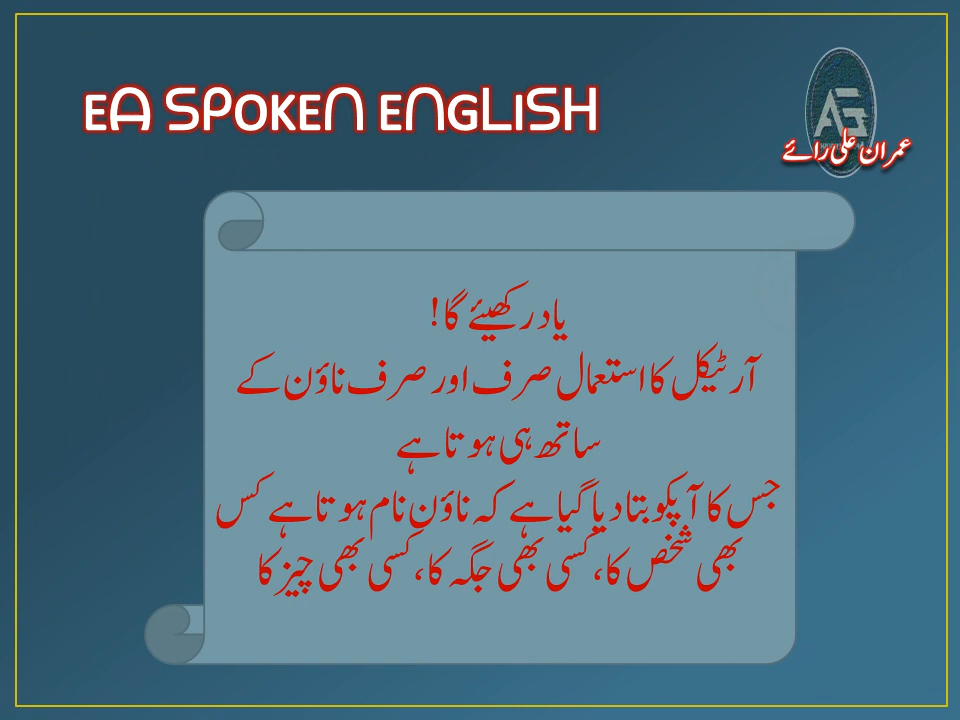 EA SPOKEN ENGLISH
عمران علی رائے
یاد رکھیئے گا!
آرٹیکل کا استعمال صرف اور صرف ناؤن کے
ساتھ ہی ہوتا ہے
جس کا آپکو بتا دیا گیا ہے کہ ناؤن نام ہوتا ہے کس
بھی شخص کا، کسی بھی جگہ کا، کسی بھی چیز کا